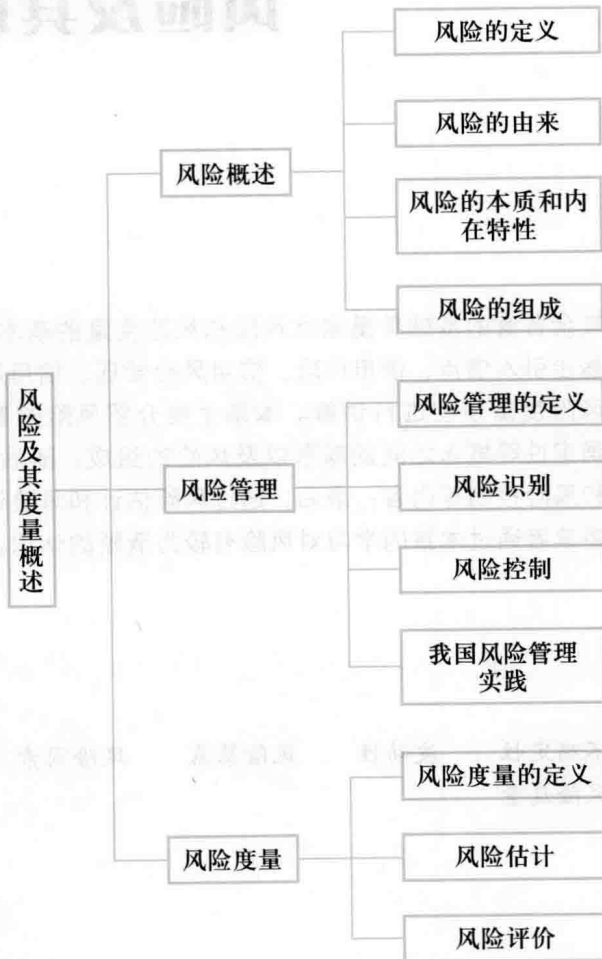 风险及其度量概述
风险概述
风险的定义
风险的由来
风险的本质和内
在特性
风险的组成
风险管理
风险管理的定义
风险识别
风险控制
我国风险管理
实践
风险度量
风险度量的定义
风险估计
风险评价